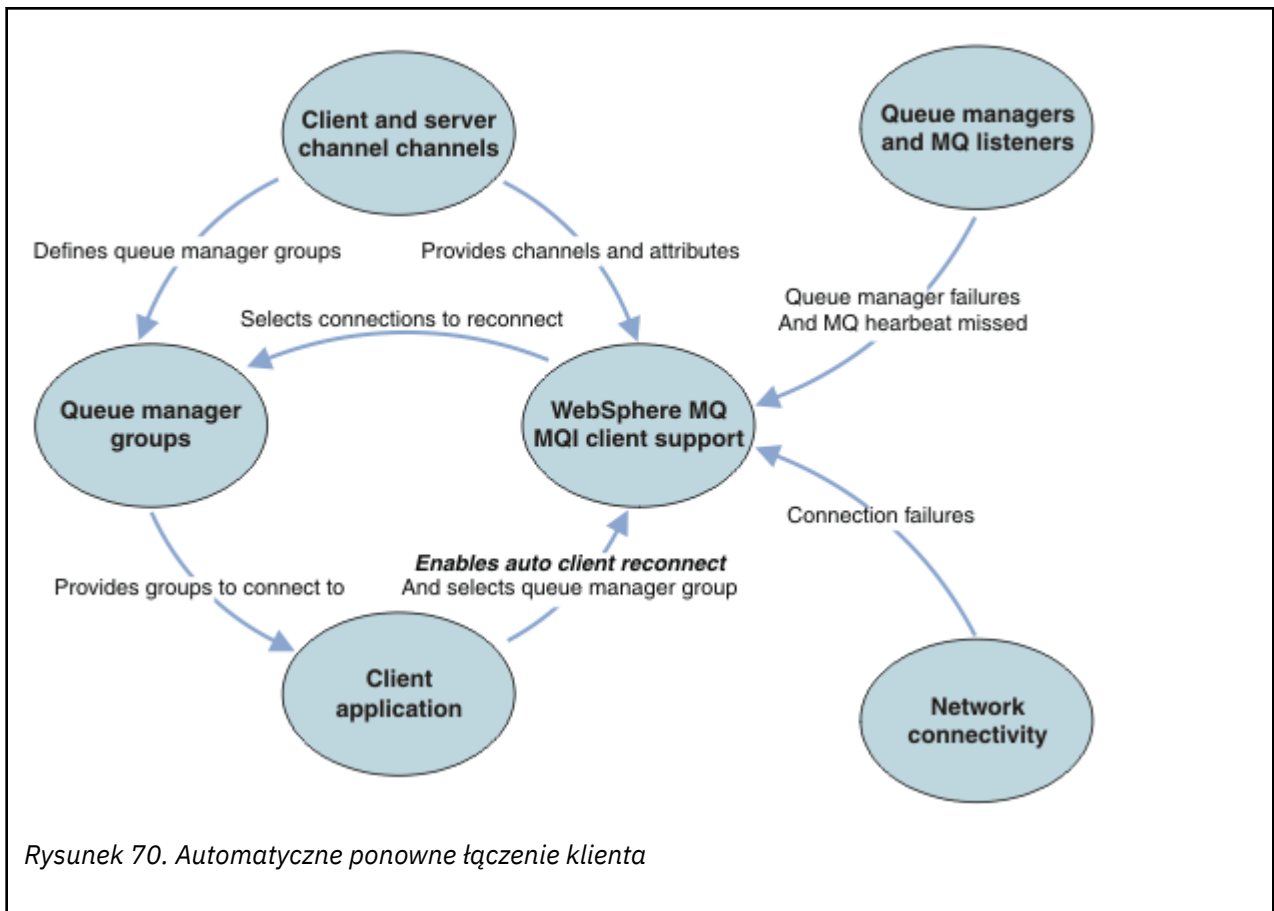 Client and server
channel channels
Queue managers
and MQ listeners
Defines queue manager groups
Provides channels and attributes
Queue manager failures
And MQ hearbeat missed
Selects connections to reconnect
Queue manager
groups
WebSphere MQ
MQI client support
Connection failures
Enables auto client reconnect
And selects queue manager group
Provides groups to connect to
Client
application
Network
connectivity
Rysunek 70. Automatyczne ponowne łączenie klienta